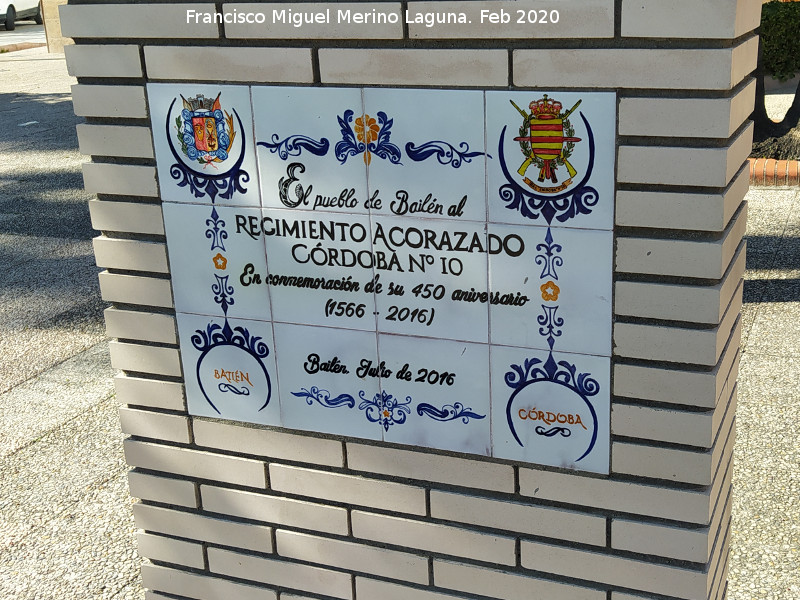 Francisco Miguel Merino Laguna. Feb 2020
El pueblo de Bailén al
REGIMIENTO ACORAZADO
CÓRDOBA Nº 10
En conmemoración de su 450 aniversario
(1566 - 2016)
Bailén Julio de 2016
BAILÉN
CÓRDOBA